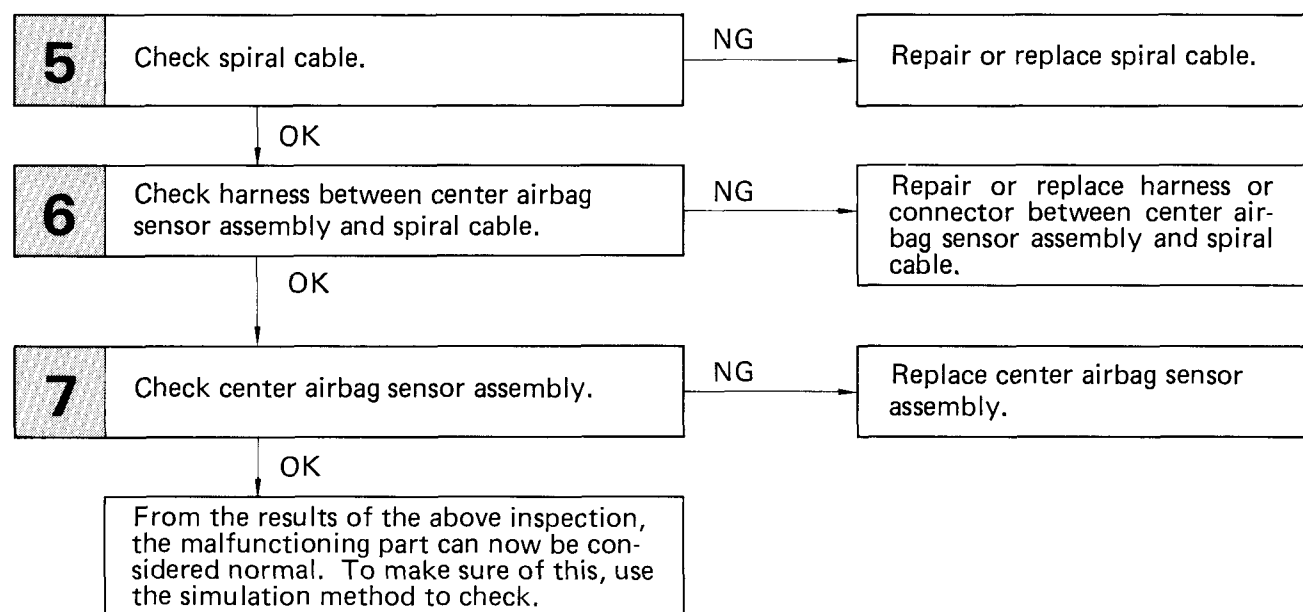 5
Check spiral cable.
NG
Repair or replace spiral cable.
OK
6
Check harness between center airbag
sensor assembly and spiral cable.
NG
Repair or replace harness or
connector between center air-
bag sensor assembly and spiral
cable.
OK
7
Check center airbag sensor assembly.
NG
Replace center airbag sensor
assembly.
OK
From the results of the above inspection,
the malfunctioning part can now be con-
sidered normal. To make sure of this, use
the simulation method to check.